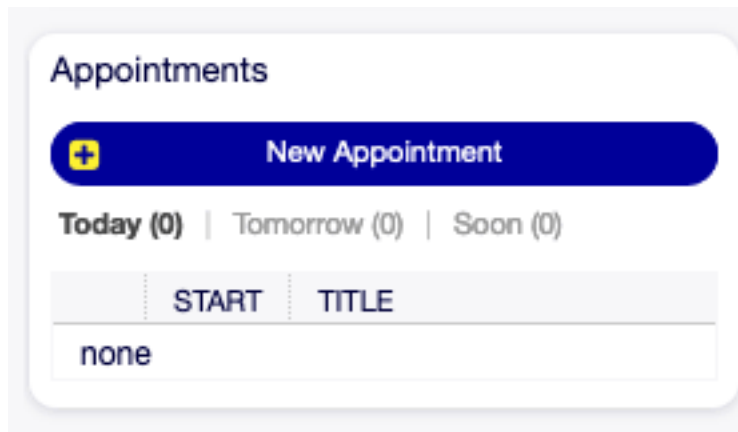 Appointments
New Appointment
Today (0) | Tomorrow (0) | Soon (0)
START TITLE
none